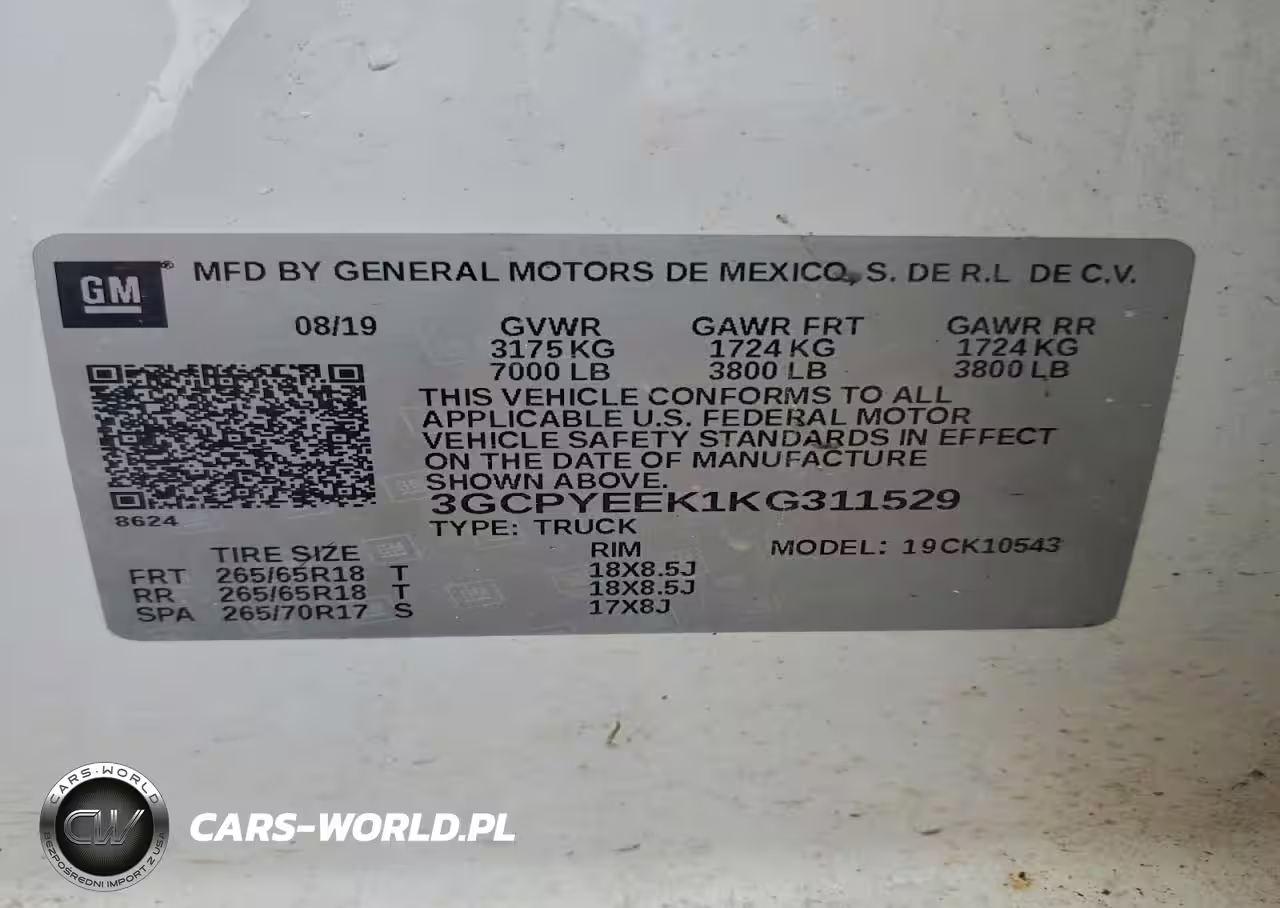 GM® MFD BY GENERAL MOTORS DE MEXICO, S. DE R.L DE C.V.
08/19 GVWR GAWR FRT GAWR RR
3175 KG 1724 KG 1724 KG
7000 LB 3800 LB 3800 LB
THIS VEHICLE CONFORMS TO ALL
APPLICABLE U.S. FEDERAL MOTOR
VEHICLE SAFETY STANDARDS IN EFFECT
ON THE DATE OF MANUFACTURE
SHOWN ABOVE.
3GCPYEEK1KG311529
8624
TYPE: TRUCK
TIRE SIZE RIM MODEL: 19CK10543
FRT 265/65R18 T 18X8.5J
RR 265/65R18 T 18X8.5J
SPA 265/70R17 S 17X8J
CARS-WORLD
CW
BEZPOŚREDNI IMPORT Z USA
CARS-WORLD.PL